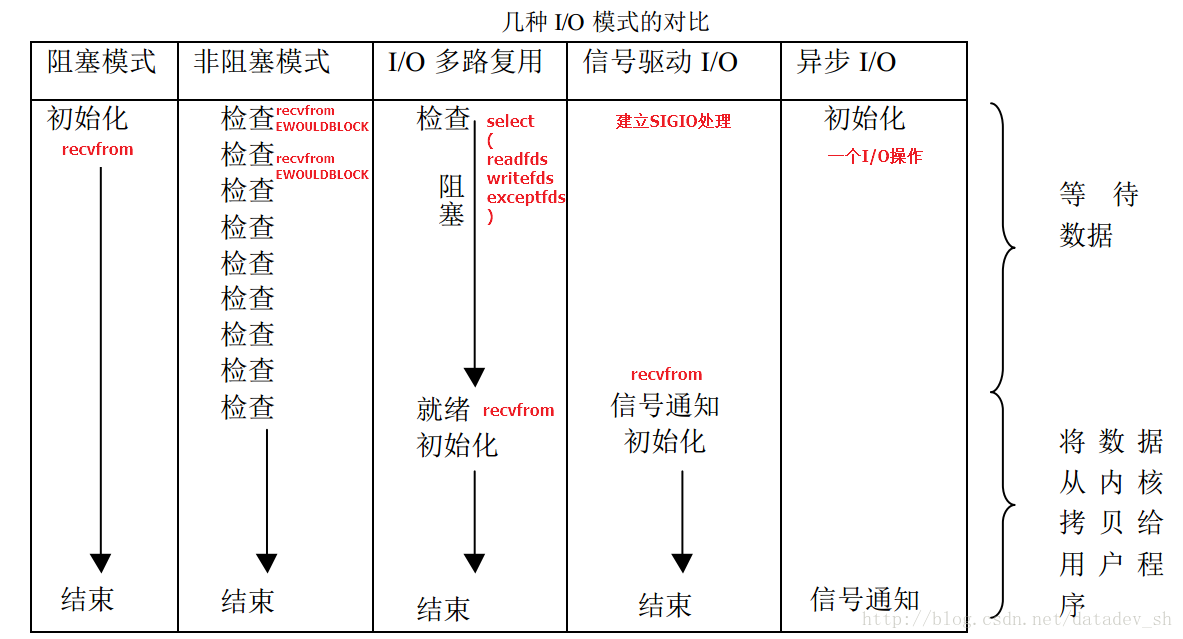 几种 I/O 模式的对比
阻塞模式
非阻塞模式
I/O 多路复用
信号驱动 I/O
异步 I/O
初始化
recvfrom
结束
检查
recvfrom
EWOULDBLOCK
检查
recvfrom
EWOULDBLOCK
检查
检查
检查
检查
检查
检查
检查
结束
检查
select
(
readfds
writefds
exceptfds
)
阻
塞
就绪
recvfrom
初始化
结束
建立SIGIO处理
recvfrom
信号通知
初始化
结束
初始化
一个I/O操作
信号通知
等 待
数据
将 数 据
从 内 核
拷 贝 给
用 户 程
序
http://blog.csdn.net/datadev_sh